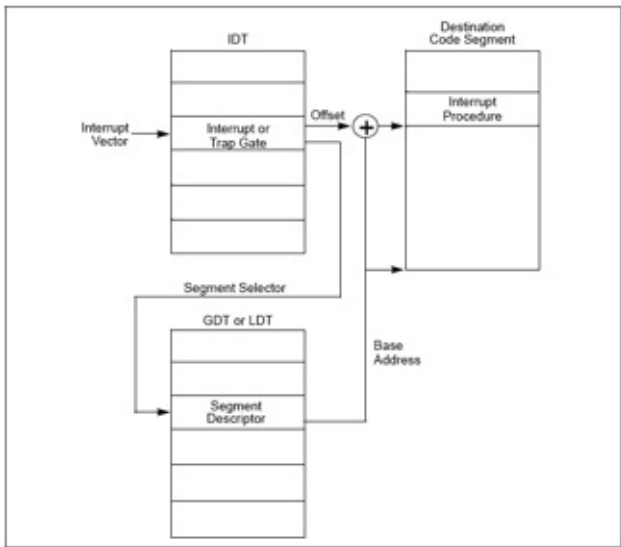 IDT
Destination
Code Segment
Interrupt
Vector
Interrupt or
Trap Gate
Offset
+
Interrupt
Procedure
Segment Selector
GDT or LDT
Base
Address
Segment
Descriptor